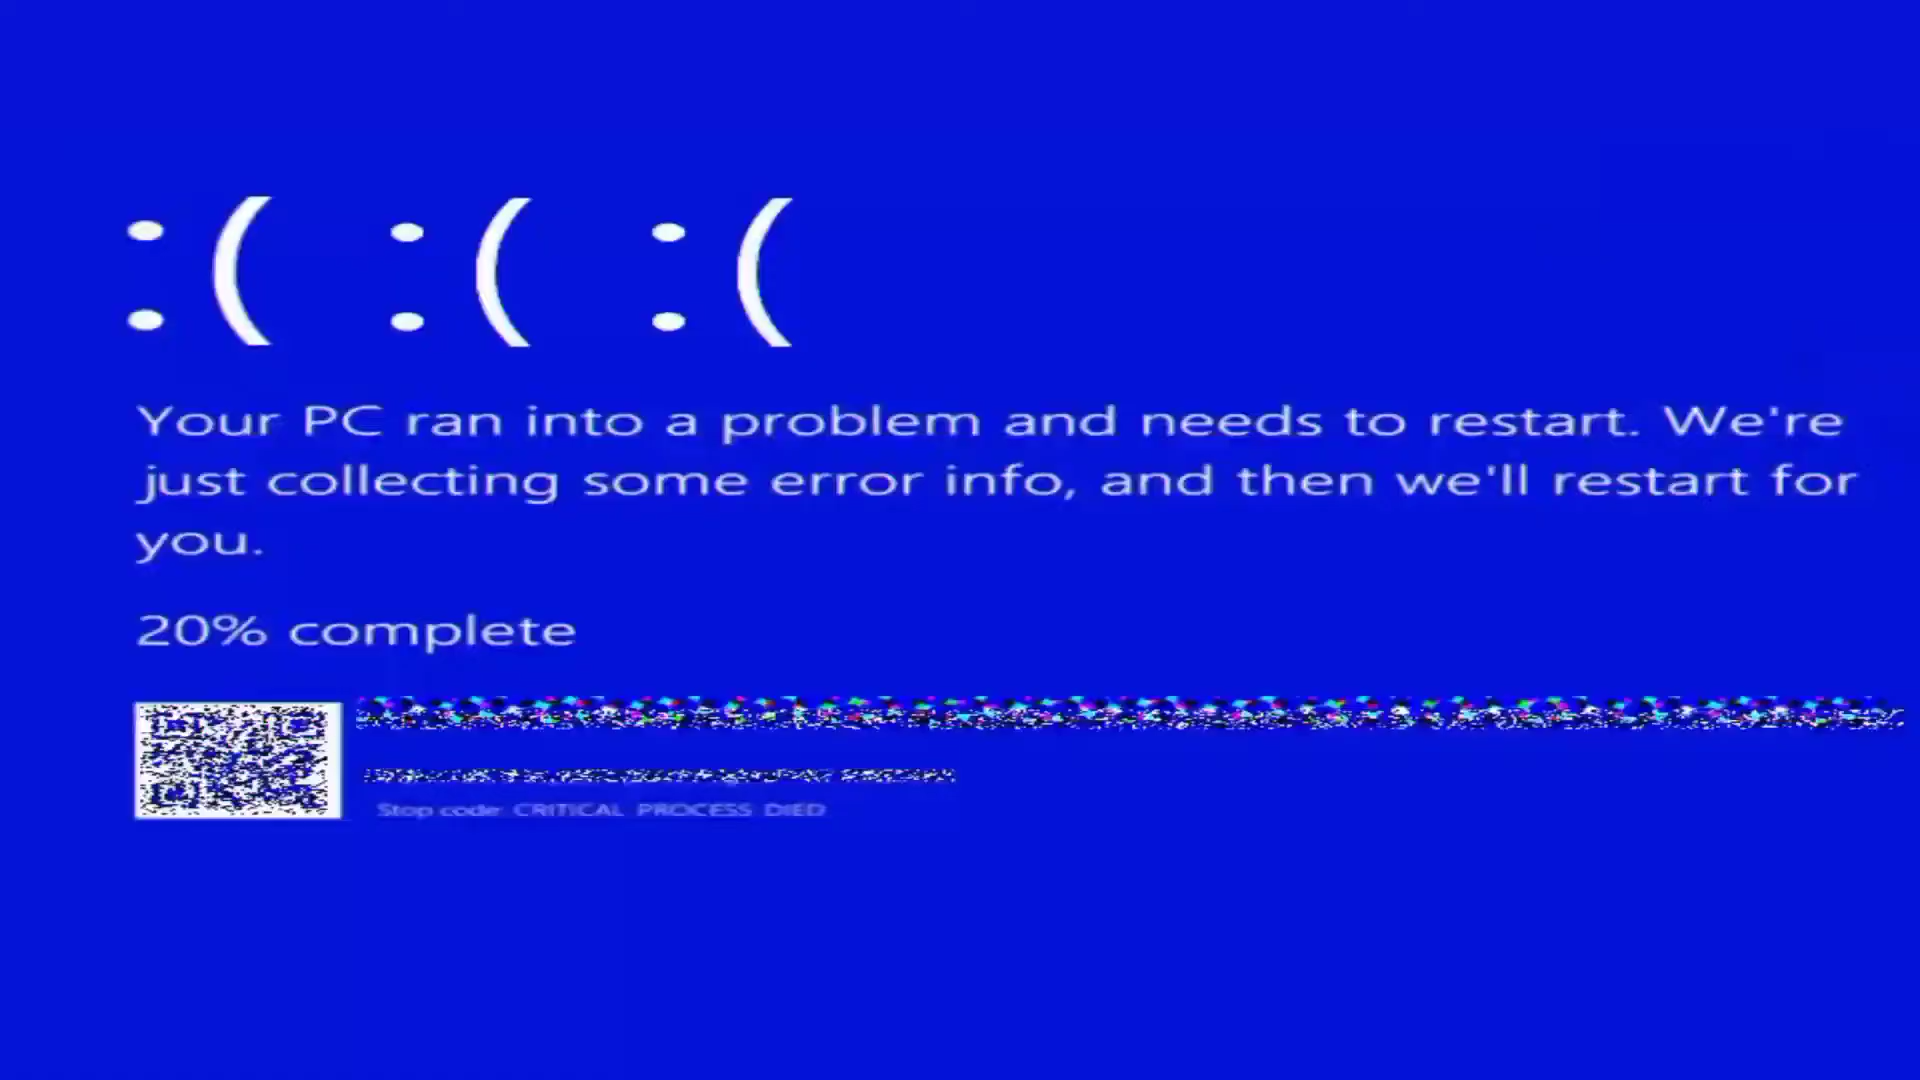 :( :( :(
Your PC ran into a problem and needs to restart. We're
just collecting some error info, and then we'll restart for
you.
20% complete
Stop code: CRITICAL PROCESS DIED